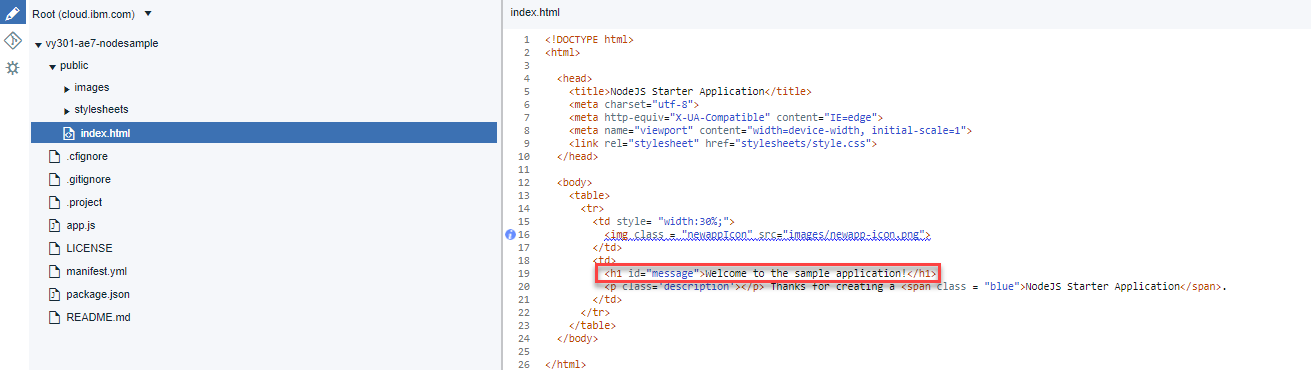 Root (cloud.ibm.com)
vy301-ae7-nodesample
public
images
stylesheets
index.html
.cfignore
.gitignore
.project
app.js
LICENSE
manifest.yml
package.json
README.md
index.html
1 <!DOCTYPE html>
2 <html>
3
4 <head>
5 <title>NodeJS Starter Application</title>
6 <meta charset="utf-8">
7 <meta http-equiv="X-UA-Compatible" content="IE=edge">
8 <meta name="viewport" content="width=device-width, initial-scale=1">
9 <link rel="stylesheet" href="stylesheets/style.css">
10 </head>
11
12 <body>
13 <table>
14 <tr>
15 <td style= "width:30%;">
16 <img class = "newappIcon" src="images/newapp-icon.png">
17 </td>
18 <td>
19 <h1 id="message">Welcome to the sample application!</h1>
20 <p class='description'></p> Thanks for creating a <span class = "blue">NodeJS Starter Application</span>.
21 </td>
22 </tr>
23 </table>
24 </body>
25
26 </html>